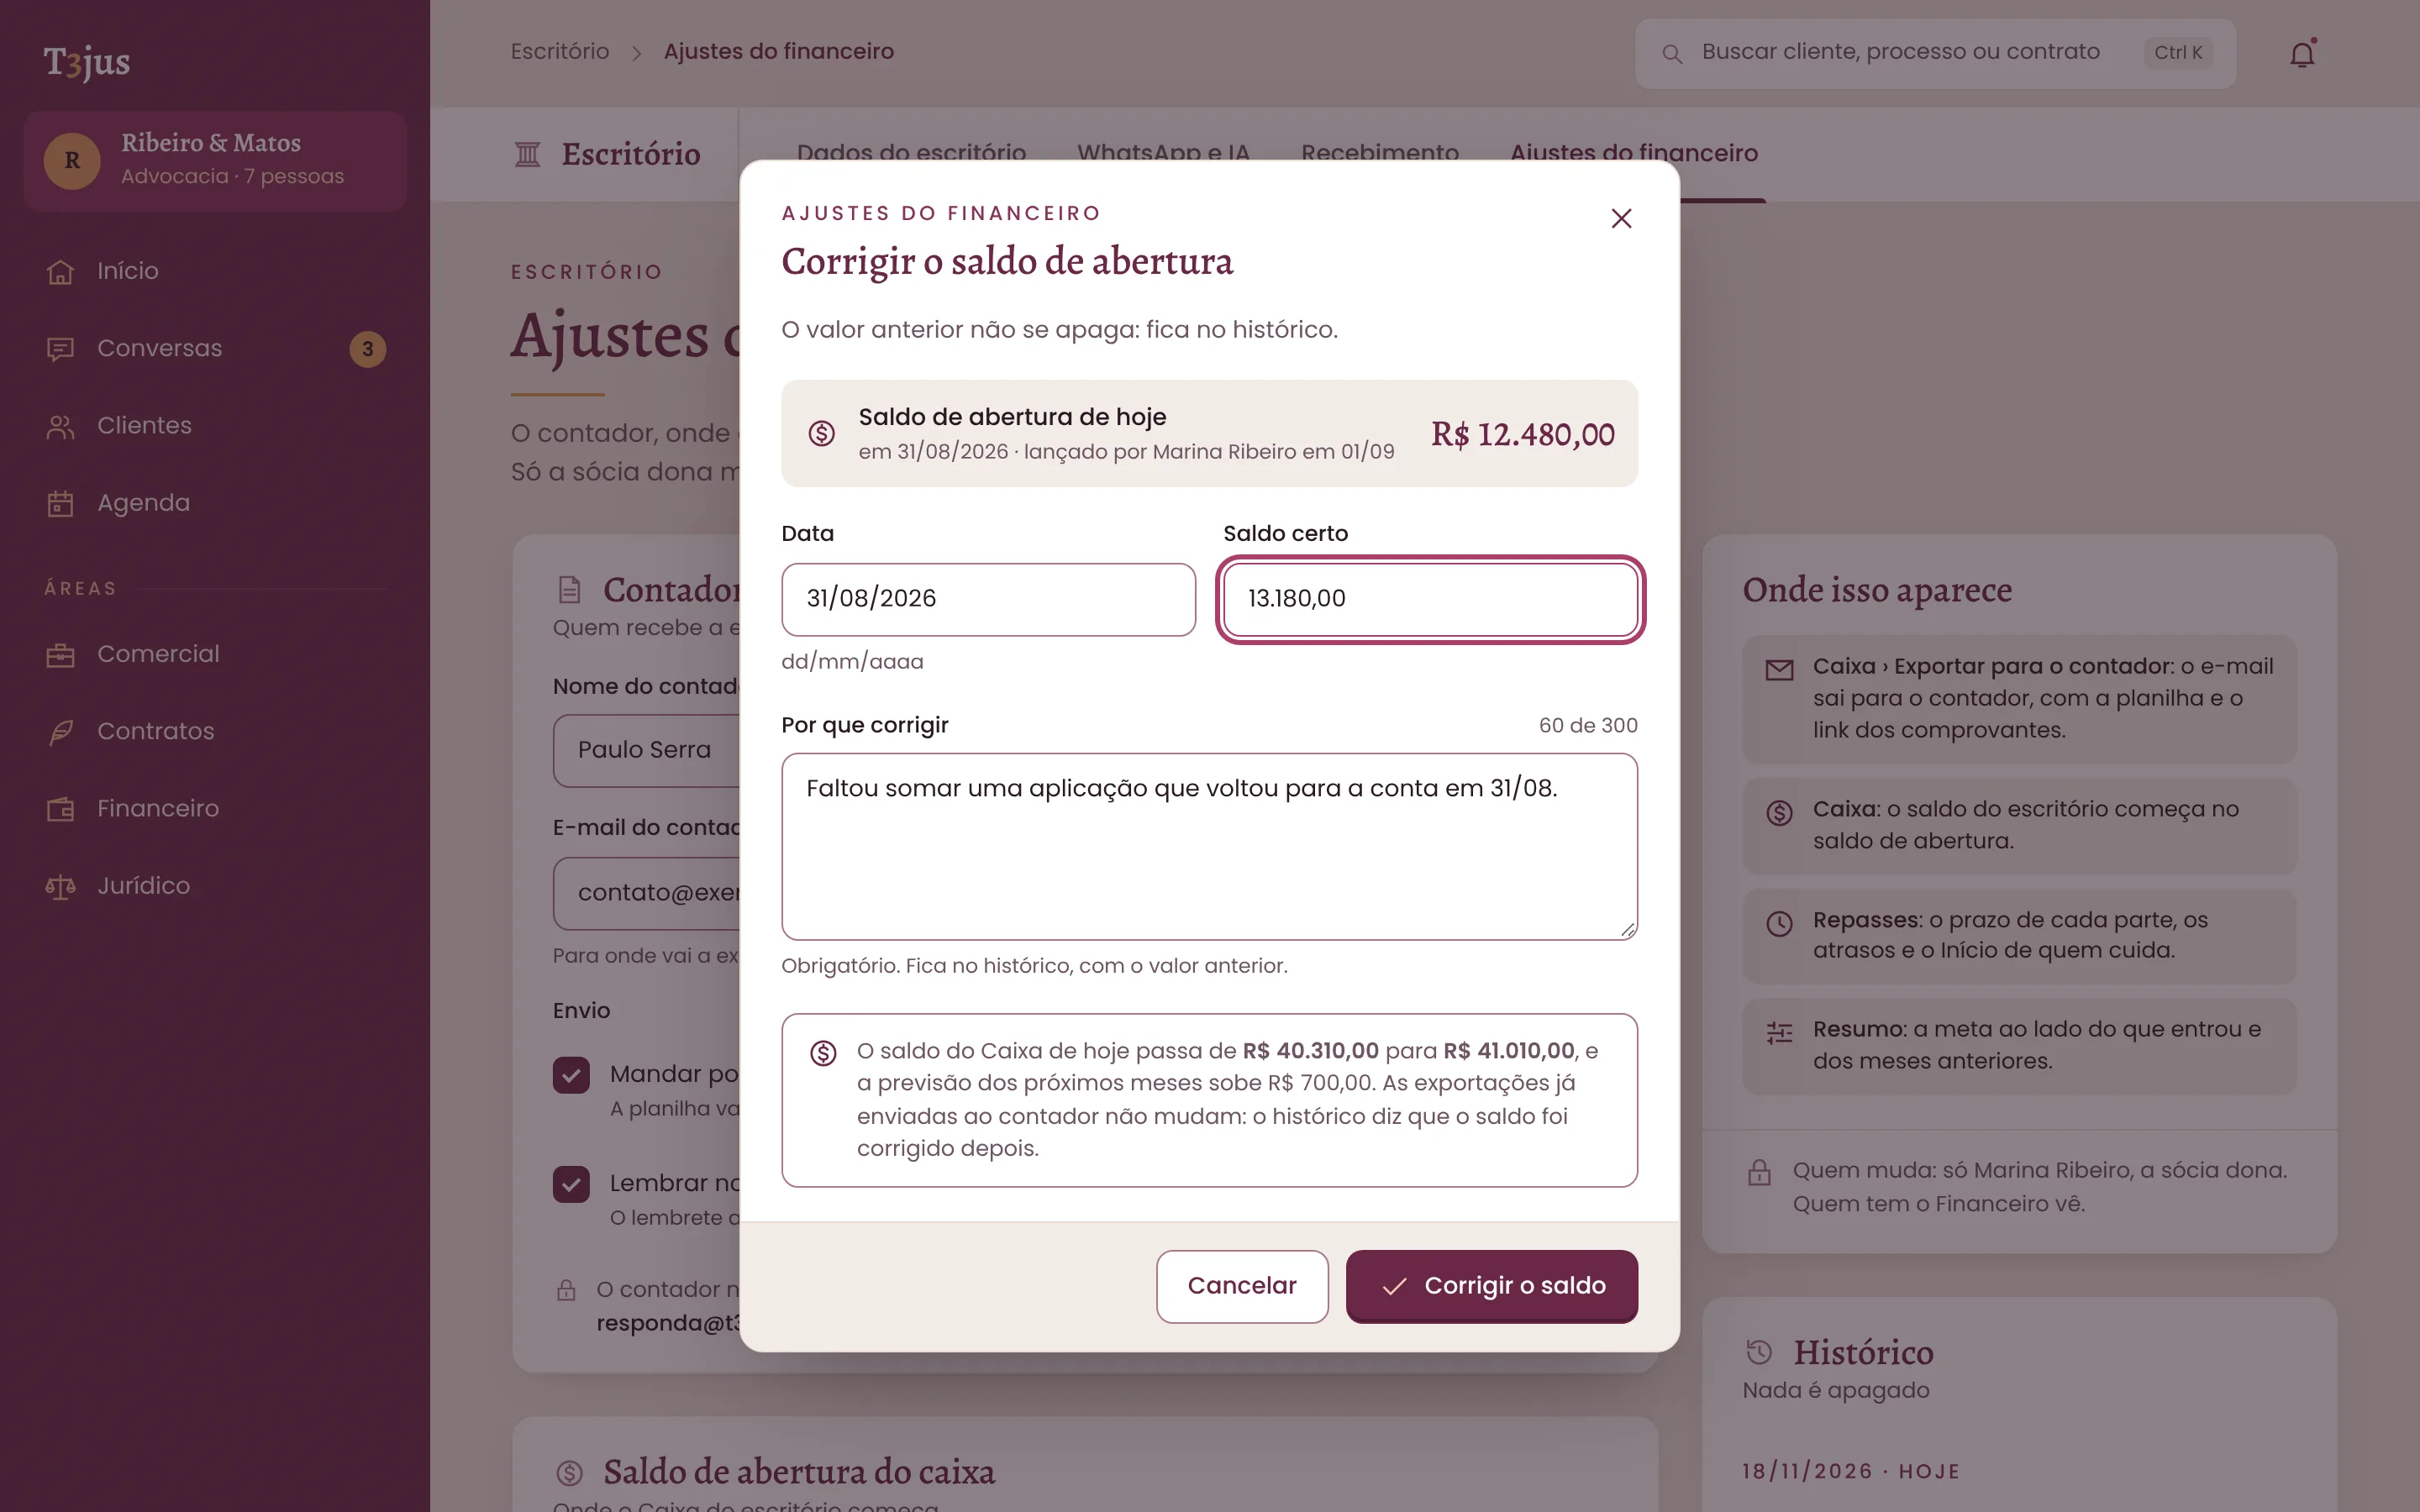 T3jus
R
Ribeiro & Matos
Advocacia · 7 pessoas
Início
Conversas
3
Clientes
Agenda
ÁREAS
Comercial
Contratos
Financeiro
Jurídico
Escritório
Ajustes do financeiro
Buscar cliente, processo ou contrato
Ctrl K
Escritório
Dados do escritório
WhatsApp e IA
Recebimento
Ajustes do financeiro
ESCRITÓRIO
Ajustes
O contador, onde
Só a sócia dona
Contador
Quem recebe a
Nome do
Paulo Serra
E-mail do
Para onde vai a
Envio
Mandar
A planilha
Lembrar
O lembrete
O contador
Saldo de abertura do caixa
Onde o Caixa do escritório começa
AJUSTES DO FINANCEIRO
Corrigir o saldo de abertura
O valor anterior não se apaga: fica no histórico.
Saldo de abertura de hoje
em 31/08/2026 · lançado por Marina Ribeiro em 01/09
R$ 12.480,00
Data
31/08/2026
dd/mm/aaaa
Saldo certo
13.180,00
Por que corrigir
60 de 300
Faltou somar uma aplicação que voltou para a conta em 31/08.
Obrigatório. Fica no histórico, com o valor anterior.
O saldo do Caixa de hoje passa de R$ 40.310,00 para R$ 41.010,00, e
a previsão dos próximos meses sobe R$ 700,00. As exportações já
enviadas ao contador não mudam: o histórico diz que o saldo foi
corrigido depois.
Cancelar
Corrigir o saldo
Onde isso aparece
Caixa › Exportar para o contador: o e-mail
sai para o contador, com a planilha e o
link dos comprovantes.
Caixa: o saldo do escritório começa no
saldo de abertura.
Repasses: o prazo de cada parte, os
atrasos e o Início de quem cuida.
Resumo: a meta ao lado do que entrou e
dos meses anteriores.
Quem muda: só Marina Ribeiro, a sócia dona.
Quem tem o Financeiro vê.
Histórico
Nada é apagado
18/11/2026 · HOJE